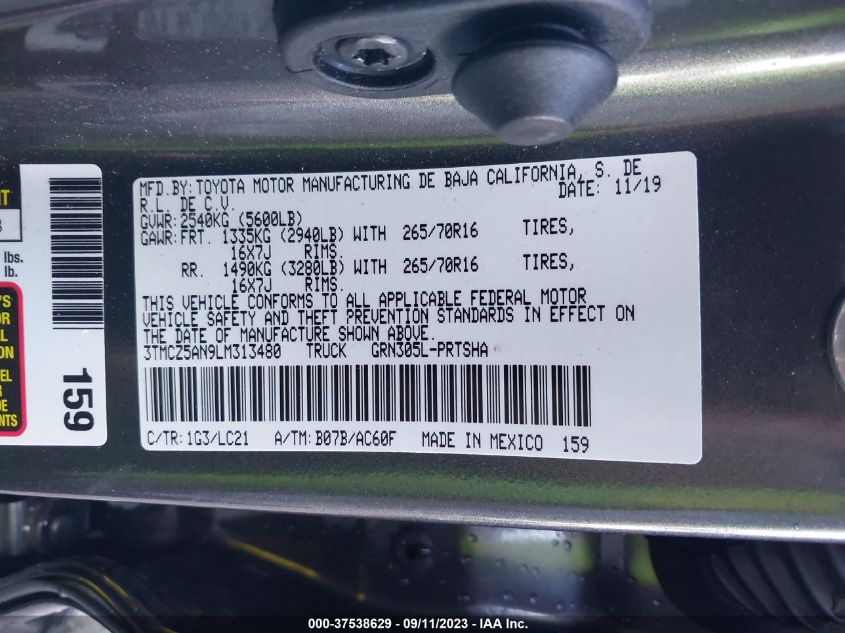 MFD.BY:TOYOTA MOTOR MANUFACTURING DE BAJA CALIFORNIA, S. DE
R.L. DE C.V. DATE: 11/19
GVWR:2540KG (5600LB)
GAWR:FRT. 1335KG (2940LB) WITH 265/70R16 TIRES,
16X7J RIMS.
RR. 1490KG (3280LB) WITH 265/70R16 TIRES,
16X7J RIMS.
THIS VEHICLE CONFORMS TO ALL APPLICABLE FEDERAL MOTOR
VEHICLE SAFETY AND THEFT PREVENTION STANDARDS IN EFFECT ON
THE DATE OF MANUFACTURE SHOWN ABOVE.
3TMCZ5AN9LM313480 TRUCK GRN305L-PRTSHA
C/TR:1G3/LC21 A/TM:B07B/AC60F MADE IN MEXICO 159
lbs.
lb.
159
000-37538629 - 09/11/2023 - IAA Inc.